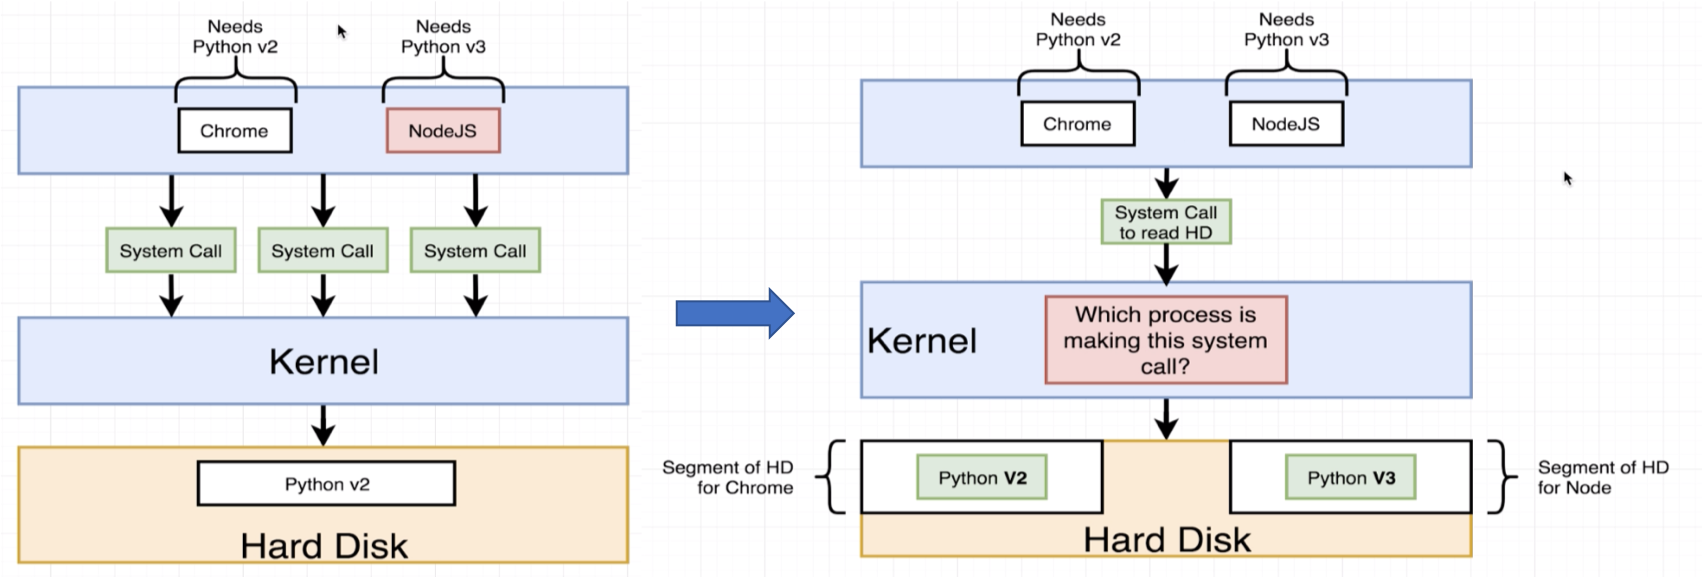 Needs
Python v2
Needs
Python v3
Chrome
NodeJS
System Call
System Call
System Call
Kernel
Python v2
Hard Disk
Needs
Python v2
Needs
Python v3
Chrome
NodeJS
System Call
to read HD
Kernel
Which process is
making this system
call?
Segment of HD
for Chrome
Python V2
Python V3
Segment of HD
for Node
Hard Disk